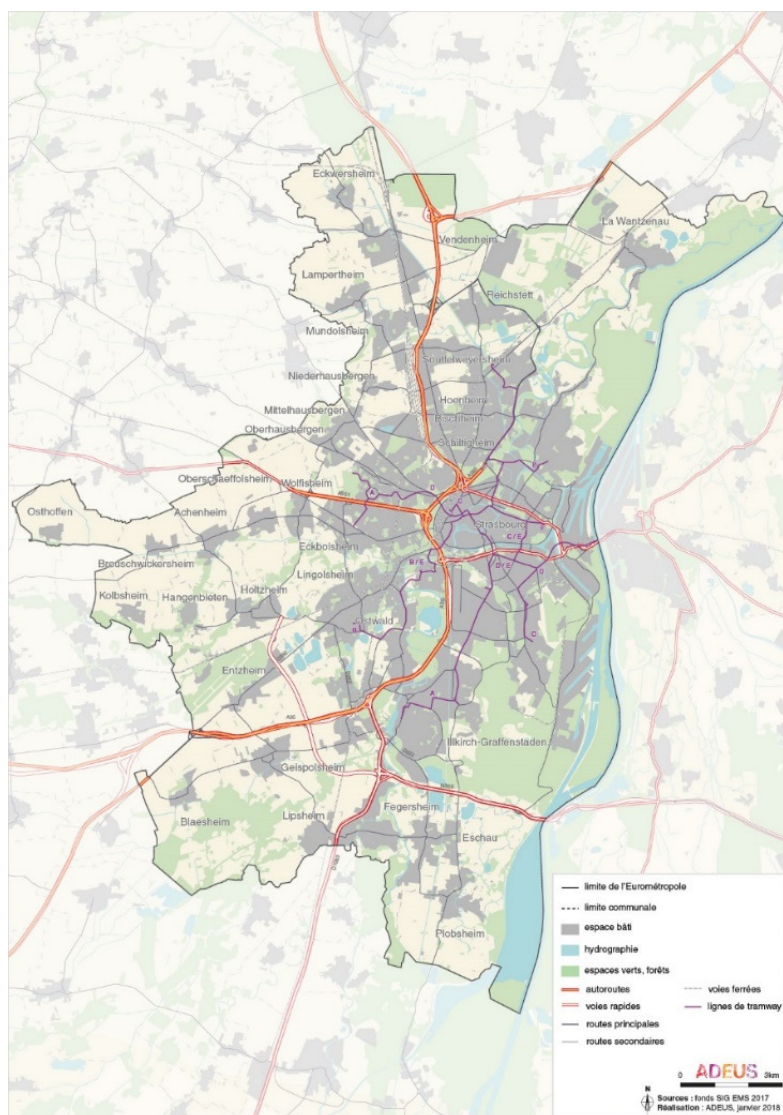 Eckwersheim
La Wantzenau
Vendenheim
Lampertheim
Reichstett
Mundolsheim
Souffelweyersheim
Niederhausbergen
Hoenheim
Mittelhausbergen
Bischheim
Oberhausbergen
Schiltigheim
Oberschaeffolsheim
Wolfisheim
A
D
E
Osthoffen
Achenheim
Strasbourg
C / E
Eckbolsheim
Breuschwickersheim
B / E
D / E
D
Lingolsheim
Kolbsheim
Hangenbieten
Holtzheim
Ostwald
B
C
Entzheim
A
Illkirch-Graffenstaden
Geispolsheim
Blaesheim
Lipsheim
Fegersheim
Eschau
Plobsheim
limite de l'Eurométropole
limite communale
espace bâti
hydrographie
espaces verts, forêts
autoroutes
voies ferrées
voies rapides
lignes de tramway
routes principales
routes secondaires
N
0
ADEUS
3km
Sources : fonds SIG EMS 2017
Réalisation : ADEUS, janvier 2018